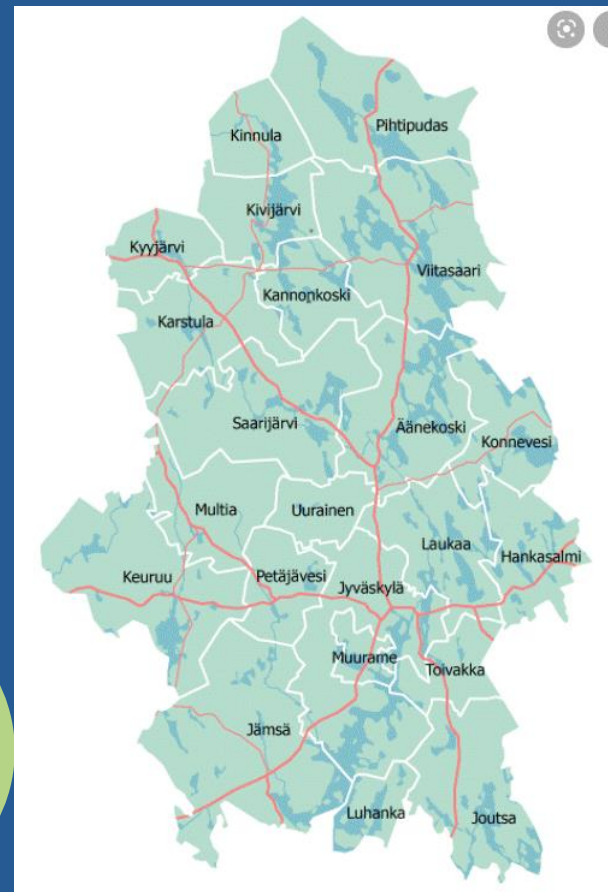 Pihtipudas
Kinnula
Kivijärvi
Kyyjärvi
Viitasaari
Kannonkoski
Karstula
Saarijärvi
Äänekoski
Konnevesi
Multia
Uurainen
Laukaa
Hankasalmi
Keuruu
Petäjävesi
Jyväskylä
Muurame
Toivakka
Jämsä
Luhanka
Joutsa